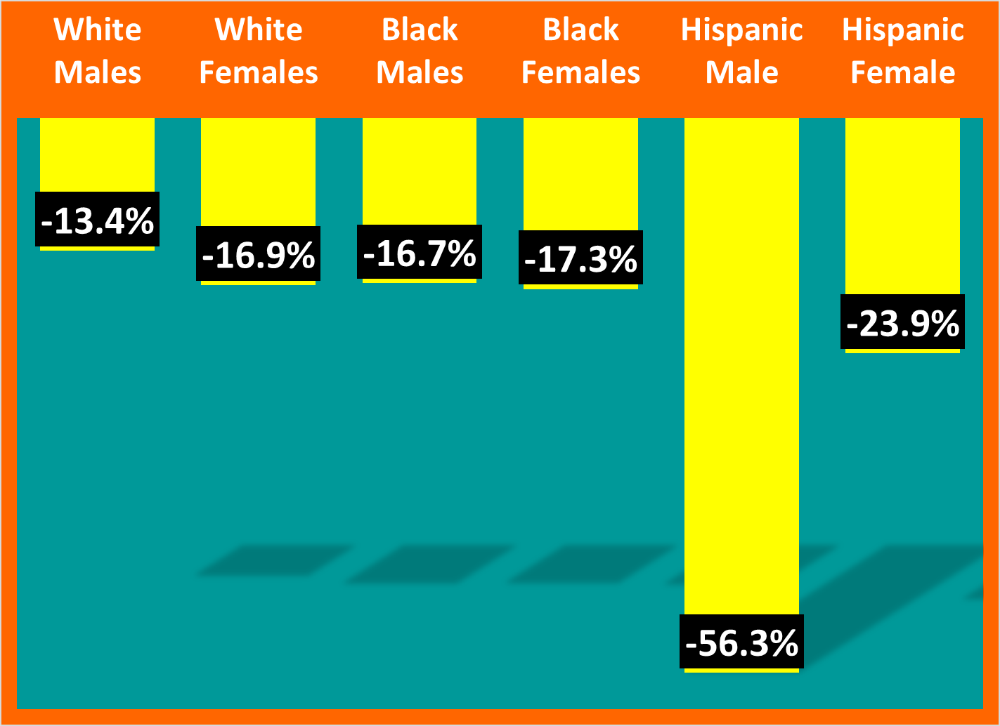 White
Males
White
Females
Black
Males
Black
Females
Hispanic
Male
Hispanic
Female
-13.4%
-16.9%
-16.7%
-17.3%
-56.3%
-23.9%